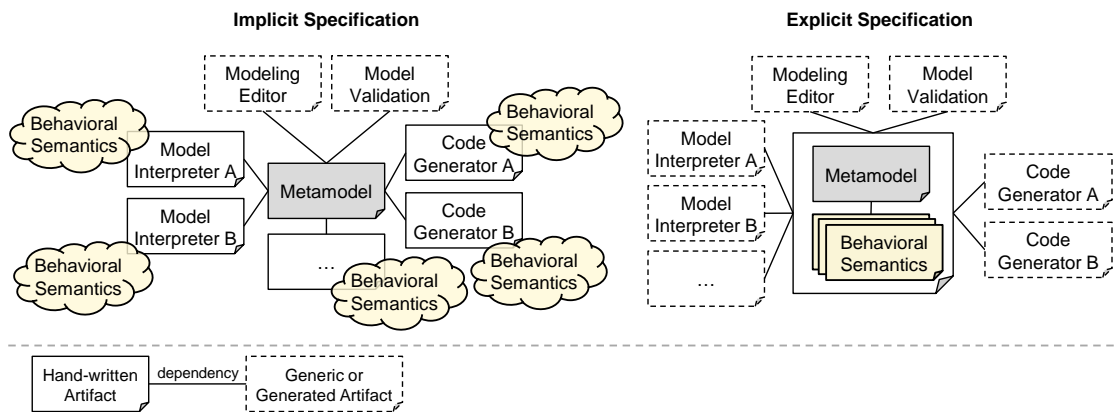 Implicit Specification
Modeling
Editor
Model
Validation
Behavioral
Semantics
Model
Interpreter A
Metamodel
Code
Generator A
Behavioral
Semantics
Model
Interpreter B
Behavioral
Semantics
...
Behavioral
Semantics
Code
Generator B
Behavioral
Semantics
Explicit Specification
Modeling
Editor
Model
Validation
Model
Interpreter A
Model
Interpreter B
...
Metamodel
Behavioral
Semantics
Code
Generator A
Code
Generator B
Hand-written
Artifact
dependency
Generic or
Generated Artifact